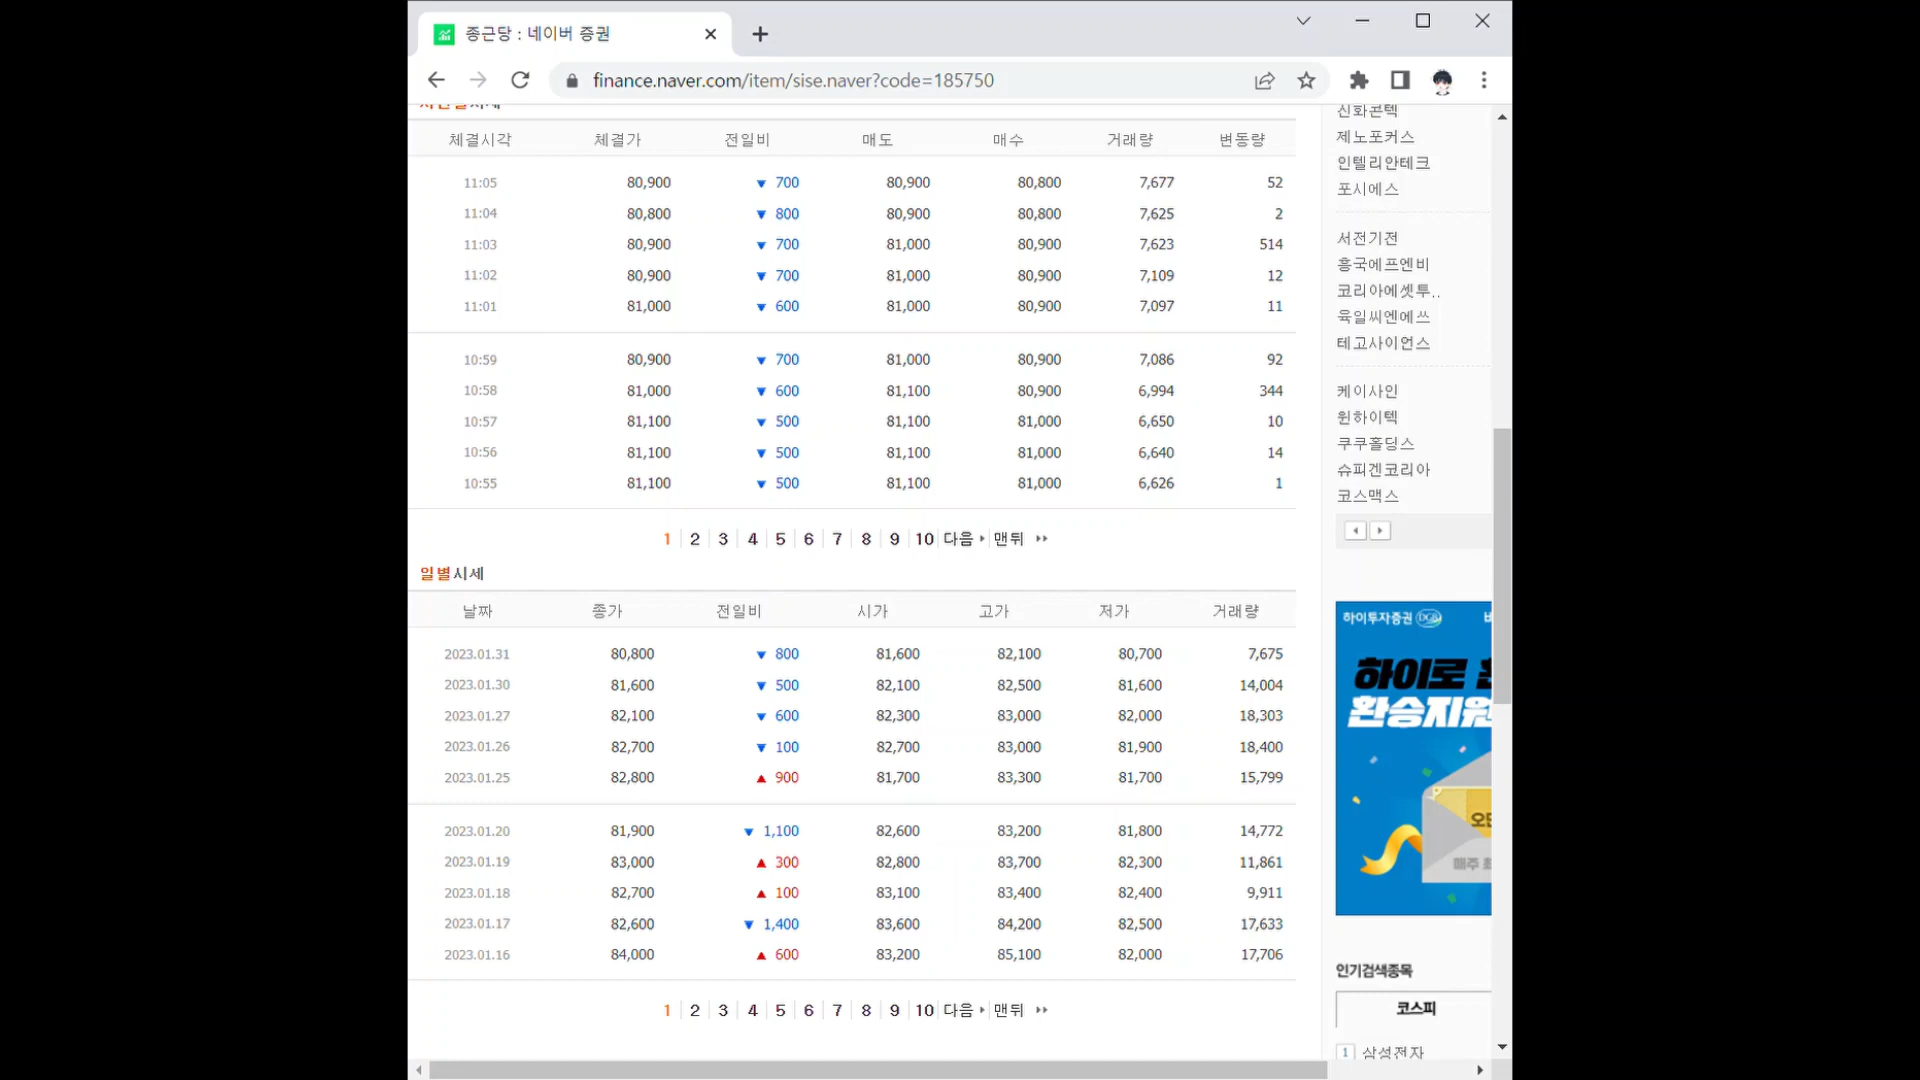 종근당 : 네이버 증권
finance.naver.com/item/sise.naver?code=185750
체결시각 체결가 전일비 매도 매수 거래량 변동량
11:05 80,900 ▼ 700 80,900 80,800 7,677 52
11:04 80,800 ▼ 800 80,900 80,800 7,625 2
11:03 80,900 ▼ 700 81,000 80,900 7,623 514
11:02 80,900 ▼ 700 81,000 80,900 7,109 12
11:01 81,000 ▼ 600 81,000 80,900 7,097 11
10:59 80,900 ▼ 700 81,000 80,900 7,086 92
10:58 81,000 ▼ 600 81,100 80,900 6,994 344
10:57 81,100 ▼ 500 81,100 81,000 6,650 10
10:56 81,100 ▼ 500 81,100 81,000 6,640 14
10:55 81,100 ▼ 500 81,100 81,000 6,626 1
1 2 3 4 5 6 7 8 9 10 다음 맨뒤
일별시세
날짜 종가 전일비 시가 고가 저가 거래량
2023.01.31 80,800 ▼ 800 81,600 82,100 80,700 7,675
2023.01.30 81,600 ▼ 500 82,100 82,500 81,600 14,004
2023.01.27 82,100 ▼ 600 82,300 83,000 82,000 18,303
2023.01.26 82,700 ▼ 100 82,700 83,000 81,900 18,400
2023.01.25 82,800 ▲ 900 81,700 83,300 81,700 15,799
2023.01.20 81,900 ▼ 1,100 82,600 83,200 81,800 14,772
2023.01.19 83,000 ▲ 300 82,800 83,700 82,300 11,861
2023.01.18 82,700 ▲ 100 83,100 83,400 82,400 9,911
2023.01.17 82,600 ▼ 1,400 83,600 84,200 82,500 17,633
2023.01.16 84,000 ▲ 600 83,200 85,100 82,000 17,706
1 2 3 4 5 6 7 8 9 10 다음 맨뒤
신화콘텍
제노포커스
인텔리안테크
포시에스
서전기전
흥국에프엔비
코리아에셋투..
육일씨엔에쓰
테고사이언스
케이사인
윈하이텍
쿠쿠홀딩스
슈피겐코리아
코스맥스
하이투자증권 DGB
하이로
환승지원
매주
인기검색종목
코스피
1 삼성전자